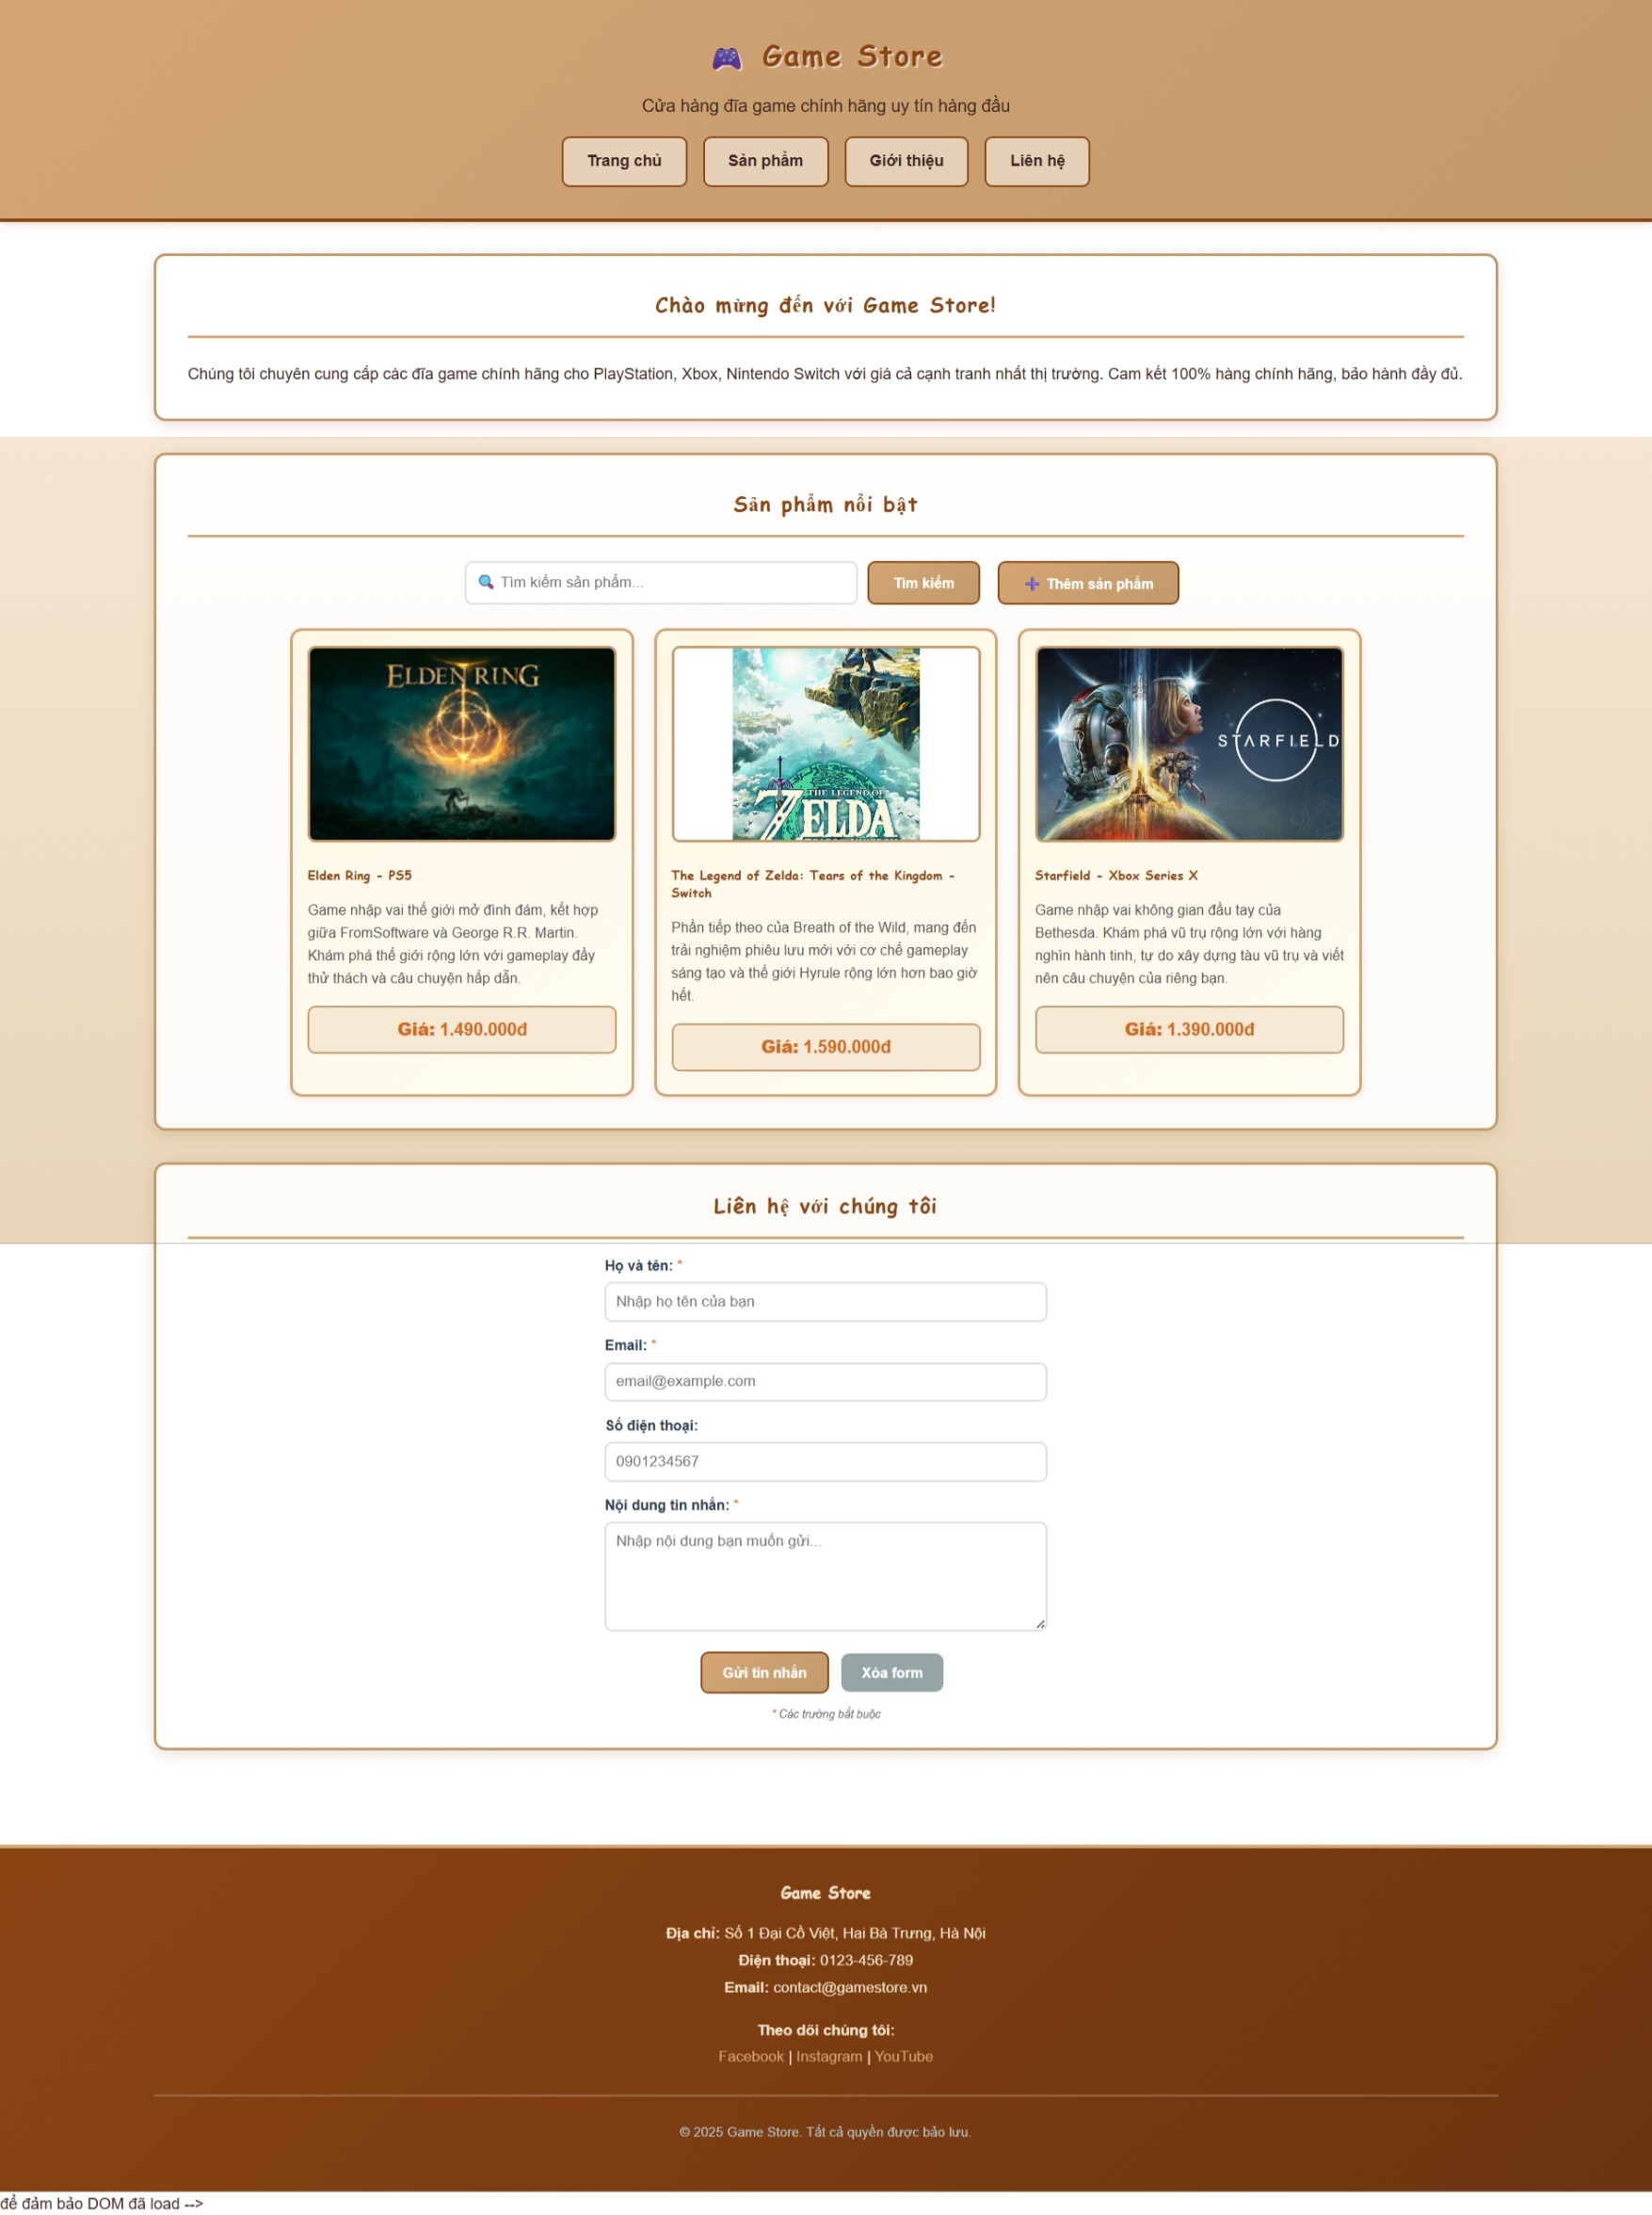 🎮 Game Store
Cửa hàng đĩa game chính hãng uy tín hàng đầu
Trang chủ
Sản phẩm
Giới thiệu
Liên hệ
Chào mừng đến với Game Store!
Chúng tôi chuyên cung cấp các đĩa game chính hãng cho PlayStation, Xbox, Nintendo Switch với giá cả cạnh tranh nhất thị trường. Cam kết 100% hàng chính hãng, bảo hành đầy đủ.
Sản phẩm nổi bật
🔍 Tìm kiếm sản phẩm...
Tìm kiếm
➕ Thêm sản phẩm
ELDEN RING
Elden Ring - PS5
Game nhập vai thế giới mở đình đám, kết hợp
giữa FromSoftware và George R.R. Martin.
Khám phá thế giới rộng lớn với gameplay đầy
thử thách và câu chuyện hấp dẫn.
Giá: 1.490.000đ
THE LEGEND OF
ZELDA
The Legend of Zelda: Tears of the Kingdom -
Switch
Phần tiếp theo của Breath of the Wild, mang đến
trải nghiệm phiêu lưu mới với cơ chế gameplay
sáng tạo và thế giới Hyrule rộng lớn hơn bao giờ
hết.
Giá: 1.590.000đ
STARFIELD
Starfield - Xbox Series X
Game nhập vai không gian đầu tay của
Bethesda. Khám phá vũ trụ rộng lớn với hàng
nghìn hành tinh, tự do xây dựng tàu vũ trụ và viết
nên câu chuyện của riêng bạn.
Giá: 1.390.000đ
Liên hệ với chúng tôi
Họ và tên: *
Nhập họ tên của bạn
Email: *
email@example.com
Số điện thoại:
0901234567
Nội dung tin nhắn: *
Nhập nội dung bạn muốn gửi...
Gửi tin nhắn
Xóa form
* Các trường bắt buộc
Game Store
Địa chỉ: Số 1 Đại Cồ Việt, Hai Bà Trưng, Hà Nội
Điện thoại: 0123-456-789
Email: contact@gamestore.vn
Theo dõi chúng tôi:
Facebook | Instagram | YouTube
© 2025 Game Store. Tất cả quyền được bảo lưu.
để đảm bảo DOM đã load -->